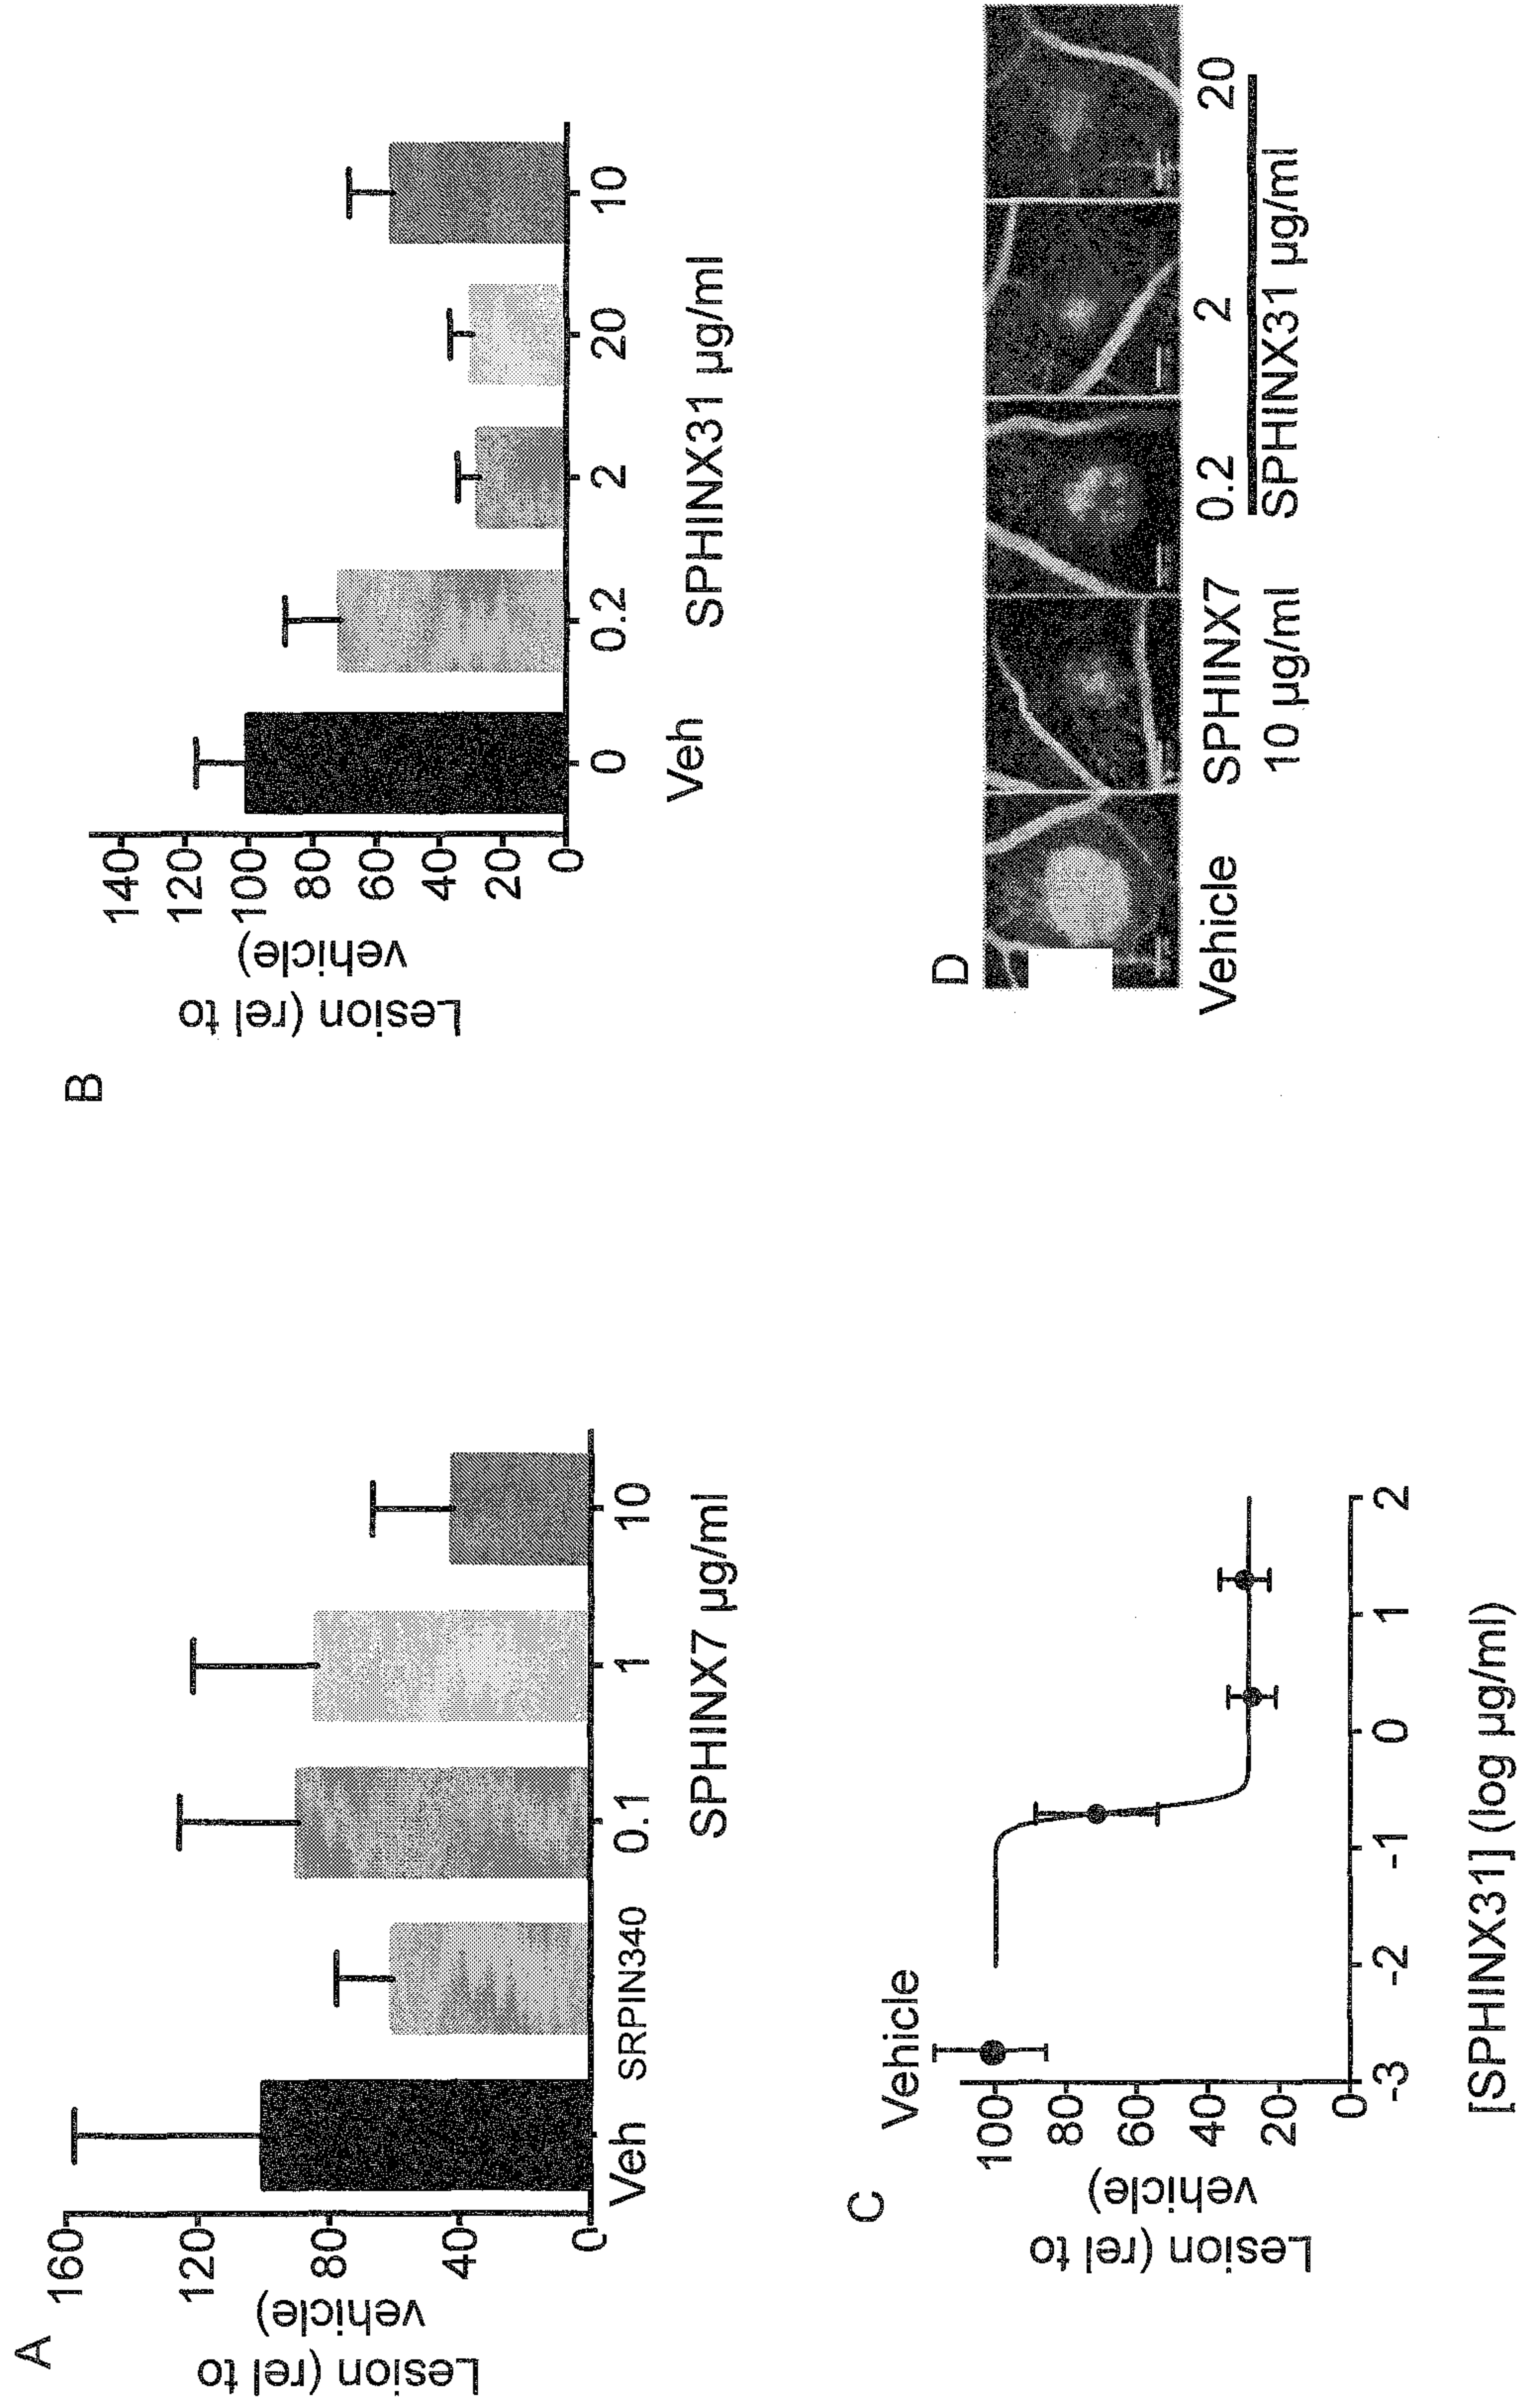 A
Lesion (rel to
vehicle)
160
120
80
40
0
Veh
SRPIN340
0.1
1
10
SPHINX7 µg/ml
B
Lesion (rel to
vehicle)
140
120
100
80
60
40
20
0
0
0.2
2
20
10
Veh
SPHINX31 µg/ml
C
Lesion (rel to
vehicle)
Vehicle
100
80
60
40
20
0
-3
-2
-1
0
1
2
[SPHINX31] (log µg/ml)
D
Vehicle
SPHINX7
10 µg/ml
0.2
2
20
SPHINX31 µg/ml